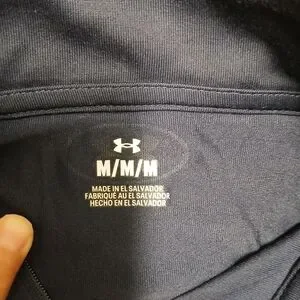 M/M/M
MADE IN EL SALVADOR
FABRIQUÉ AU EL SALVADOR
HECHO EN EL SALVADOR